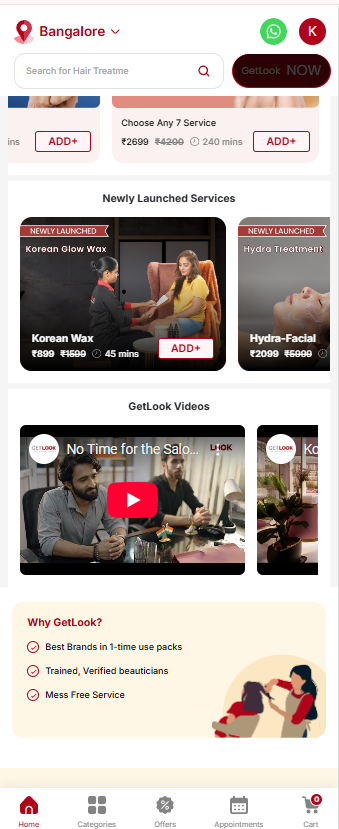 Bangalore
K
Search for Hair Treatme
GetLook NOW
ins
ADD+
Choose Any 7 Service
₹2699 ₹4200 240 mins
ADD+
Newly Launched Services
NEWLY LAUNCHED
Korean Glow Wax
Korean Wax
₹899 ₹1599 45 mins
ADD+
NEWLY LAUNCHED
Hydra Treatment
Hydra-Facial
₹2099 ₹5999
GetLook Videos
GETLOOK
No Time for the Salo...
GETLOOK
Ko
Why GetLook?
Best Brands in 1-time use packs
Trained, Verified beauticians
Mess Free Service
Home
Categories
Offers
Appointments
0
Cart